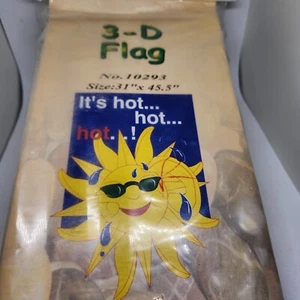 3-D
Flag
No. 10293
Size:31"x 45.5"
It's hot...
hot...
hot...!